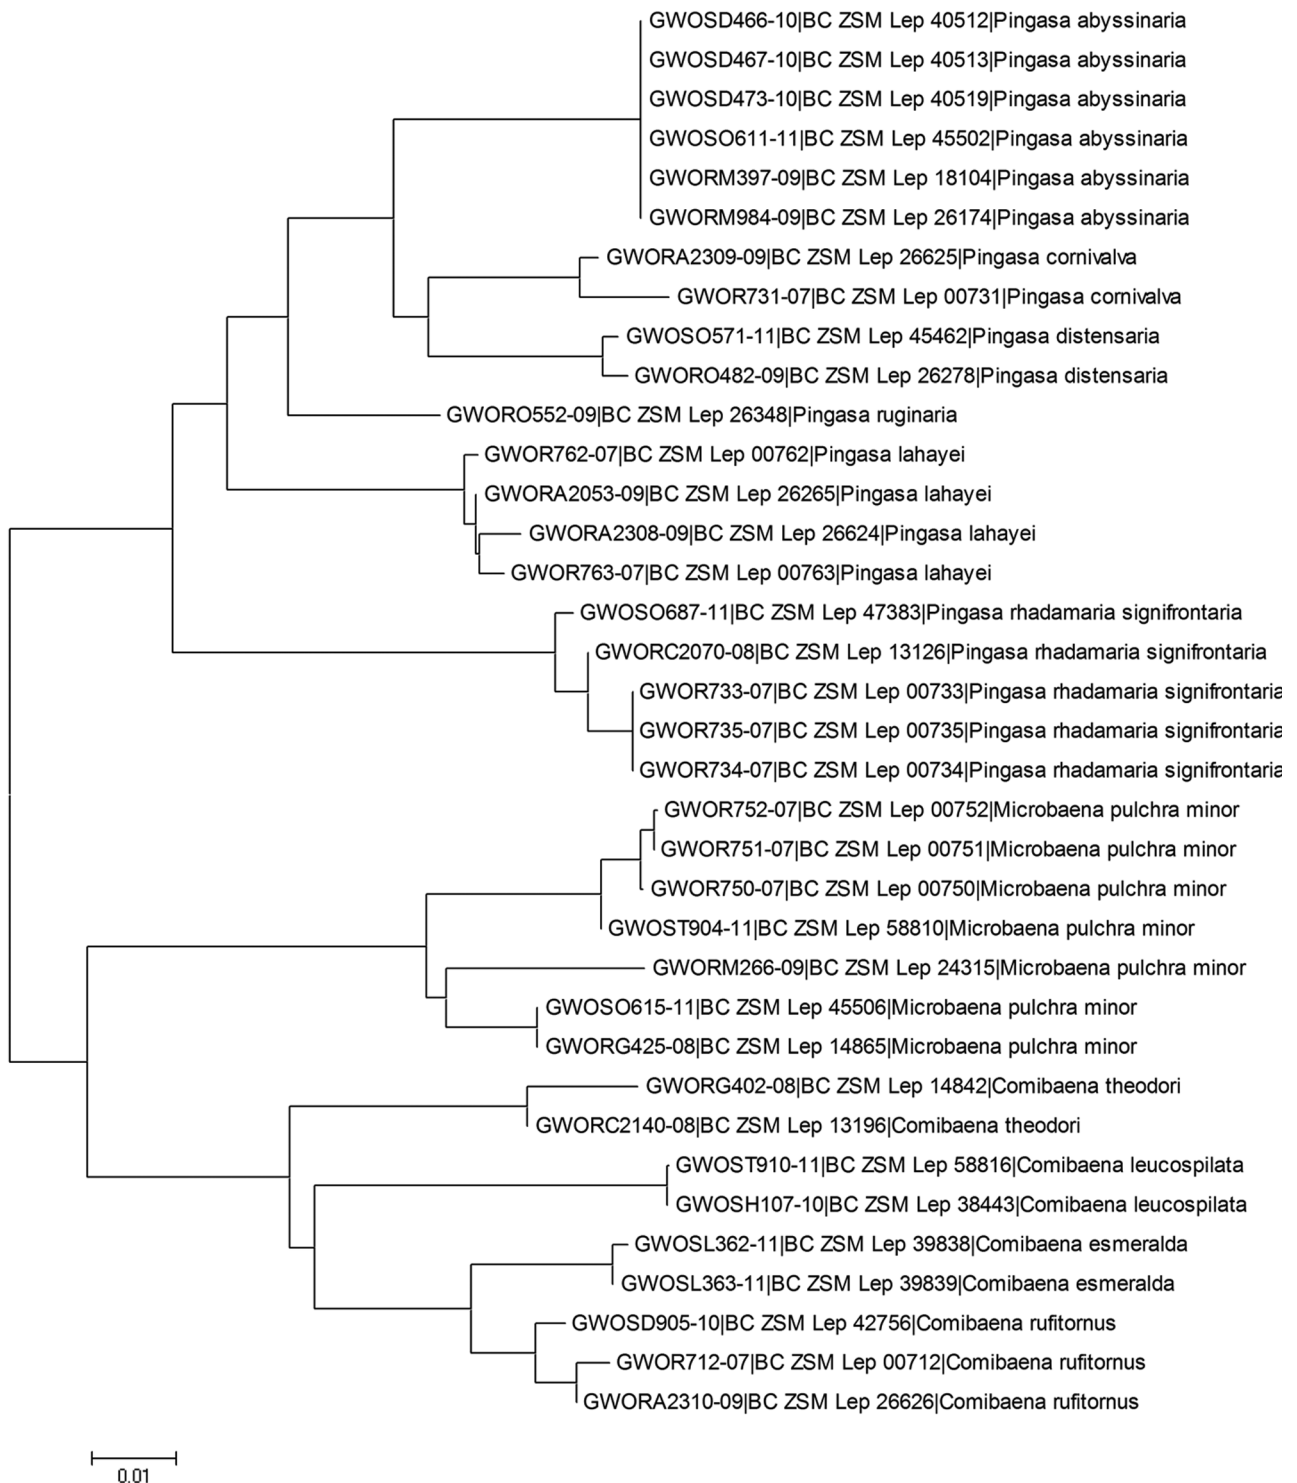 GWOSD466-10|BC ZSM Lep 40512|Pingasa abyssinaria
GWOSD467-10|BC ZSM Lep 40513|Pingasa abyssinaria
GWOSD473-10|BC ZSM Lep 40519|Pingasa abyssinaria
GWOSO611-11|BC ZSM Lep 45502|Pingasa abyssinaria
GWORM397-09|BC ZSM Lep 18104|Pingasa abyssinaria
GWORM984-09|BC ZSM Lep 26174|Pingasa abyssinaria
GWORA2309-09|BC ZSM Lep 26625|Pingasa cornivalva
GWOR731-07|BC ZSM Lep 00731|Pingasa cornivalva
GWOSO571-11|BC ZSM Lep 45462|Pingasa distensaria
GWORO482-09|BC ZSM Lep 26278|Pingasa distensaria
GWORO552-09|BC ZSM Lep 26348|Pingasa ruginaria
GWOR762-07|BC ZSM Lep 00762|Pingasa lahayei
GWORA2053-09|BC ZSM Lep 26265|Pingasa lahayei
GWORA2308-09|BC ZSM Lep 26624|Pingasa lahayei
GWOR763-07|BC ZSM Lep 00763|Pingasa lahayei
GWOSO687-11|BC ZSM Lep 47383|Pingasa rhadamaria signifrontaria
GWORC2070-08|BC ZSM Lep 13126|Pingasa rhadamaria signifrontaria
GWOR733-07|BC ZSM Lep 00733|Pingasa rhadamaria signifrontaria
GWOR735-07|BC ZSM Lep 00735|Pingasa rhadamaria signifrontaria
GWOR734-07|BC ZSM Lep 00734|Pingasa rhadamaria signifrontaria
GWOR752-07|BC ZSM Lep 00752|Microbaena pulchra minor
GWOR751-07|BC ZSM Lep 00751|Microbaena pulchra minor
GWOR750-07|BC ZSM Lep 00750|Microbaena pulchra minor
GWOST904-11|BC ZSM Lep 58810|Microbaena pulchra minor
GWORM266-09|BC ZSM Lep 24315|Microbaena pulchra minor
GWOSO615-11|BC ZSM Lep 45506|Microbaena pulchra minor
GWORG425-08|BC ZSM Lep 14865|Microbaena pulchra minor
GWORG402-08|BC ZSM Lep 14842|Comibaena theodori
GWORC2140-08|BC ZSM Lep 13196|Comibaena theodori
GWOST910-11|BC ZSM Lep 58816|Comibaena leucospilata
GWOSH107-10|BC ZSM Lep 38443|Comibaena leucospilata
GWOSL362-11|BC ZSM Lep 39838|Comibaena esmeralda
GWOSL363-11|BC ZSM Lep 39839|Comibaena esmeralda
GWOSD905-10|BC ZSM Lep 42756|Comibaena rufitornus
GWOR712-07|BC ZSM Lep 00712|Comibaena rufitornus
GWORA2310-09|BC ZSM Lep 26626|Comibaena rufitornus
0.01